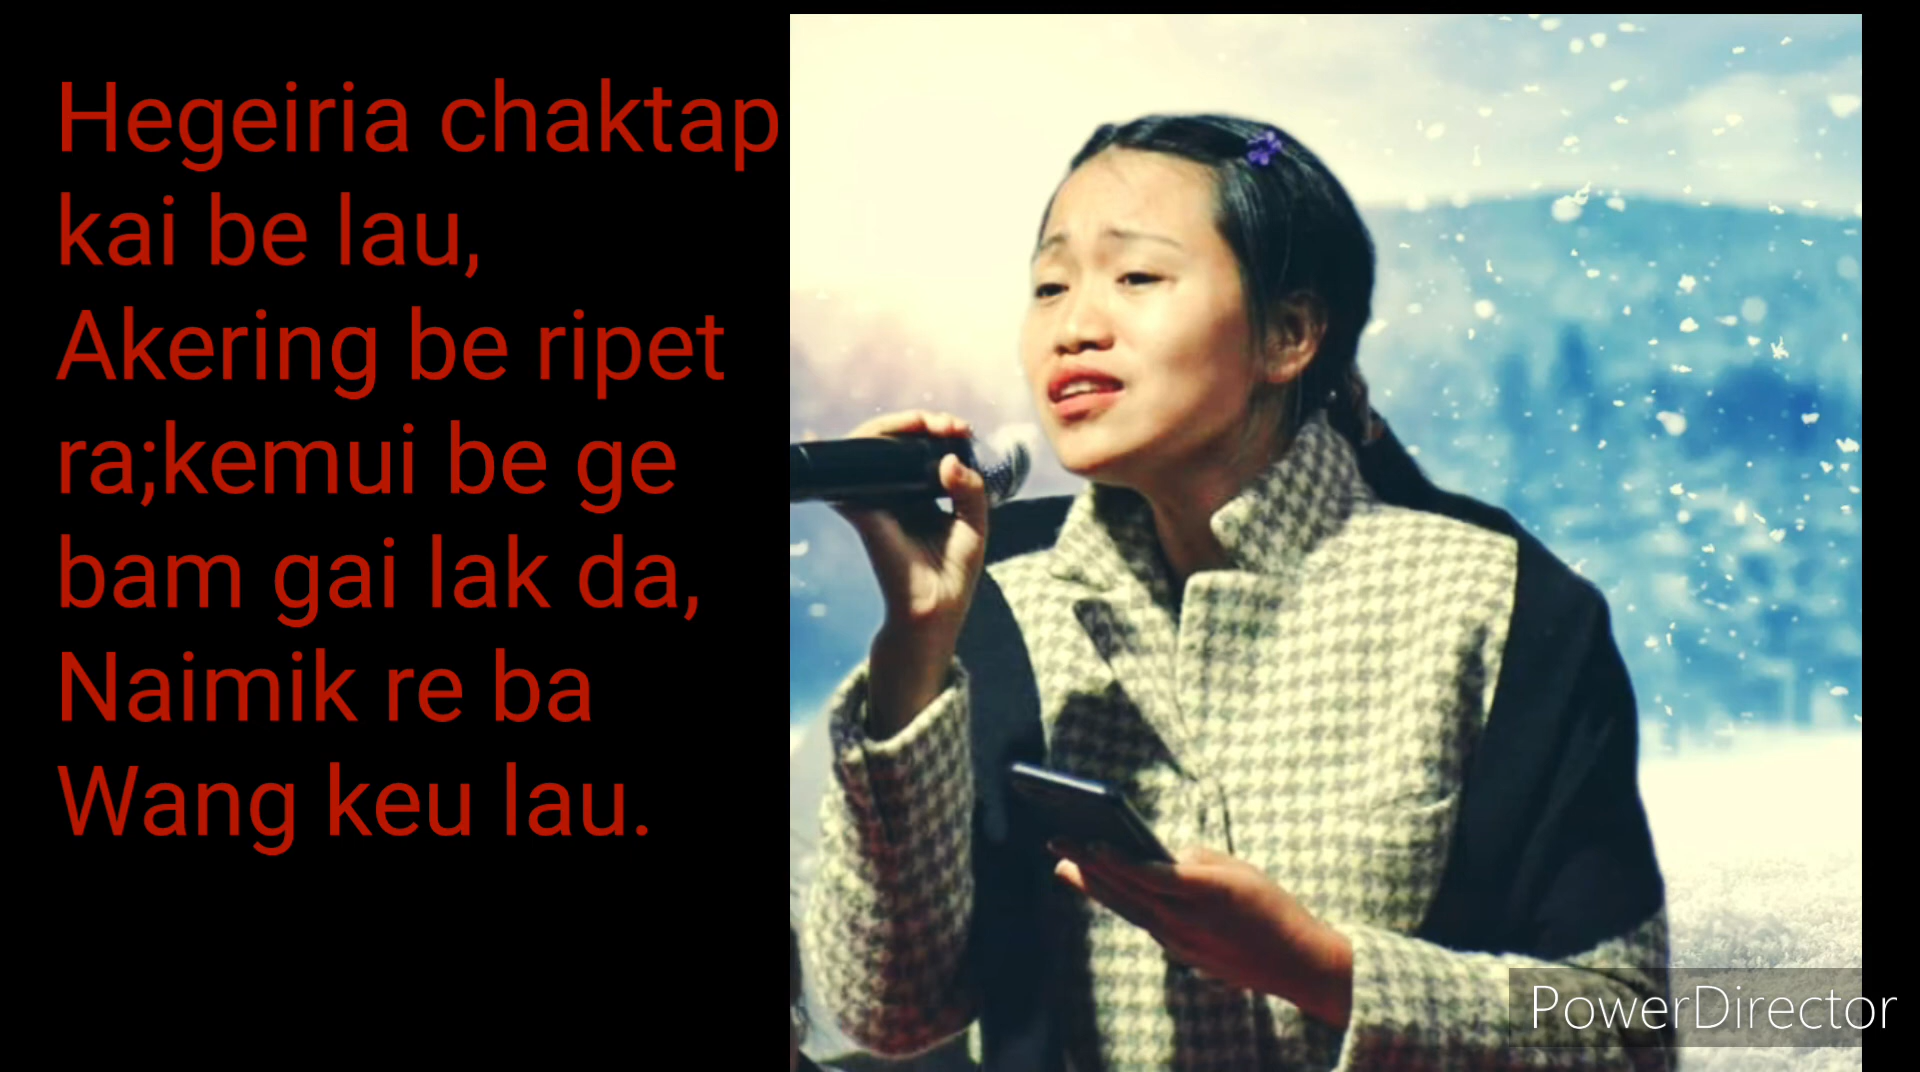 Hegeiria chaktap
kai be lau,
Akering be ripet
ra;kemui be ge
bam gai lak da,
Naimik re ba
Wang keu lau.
PowerDirector